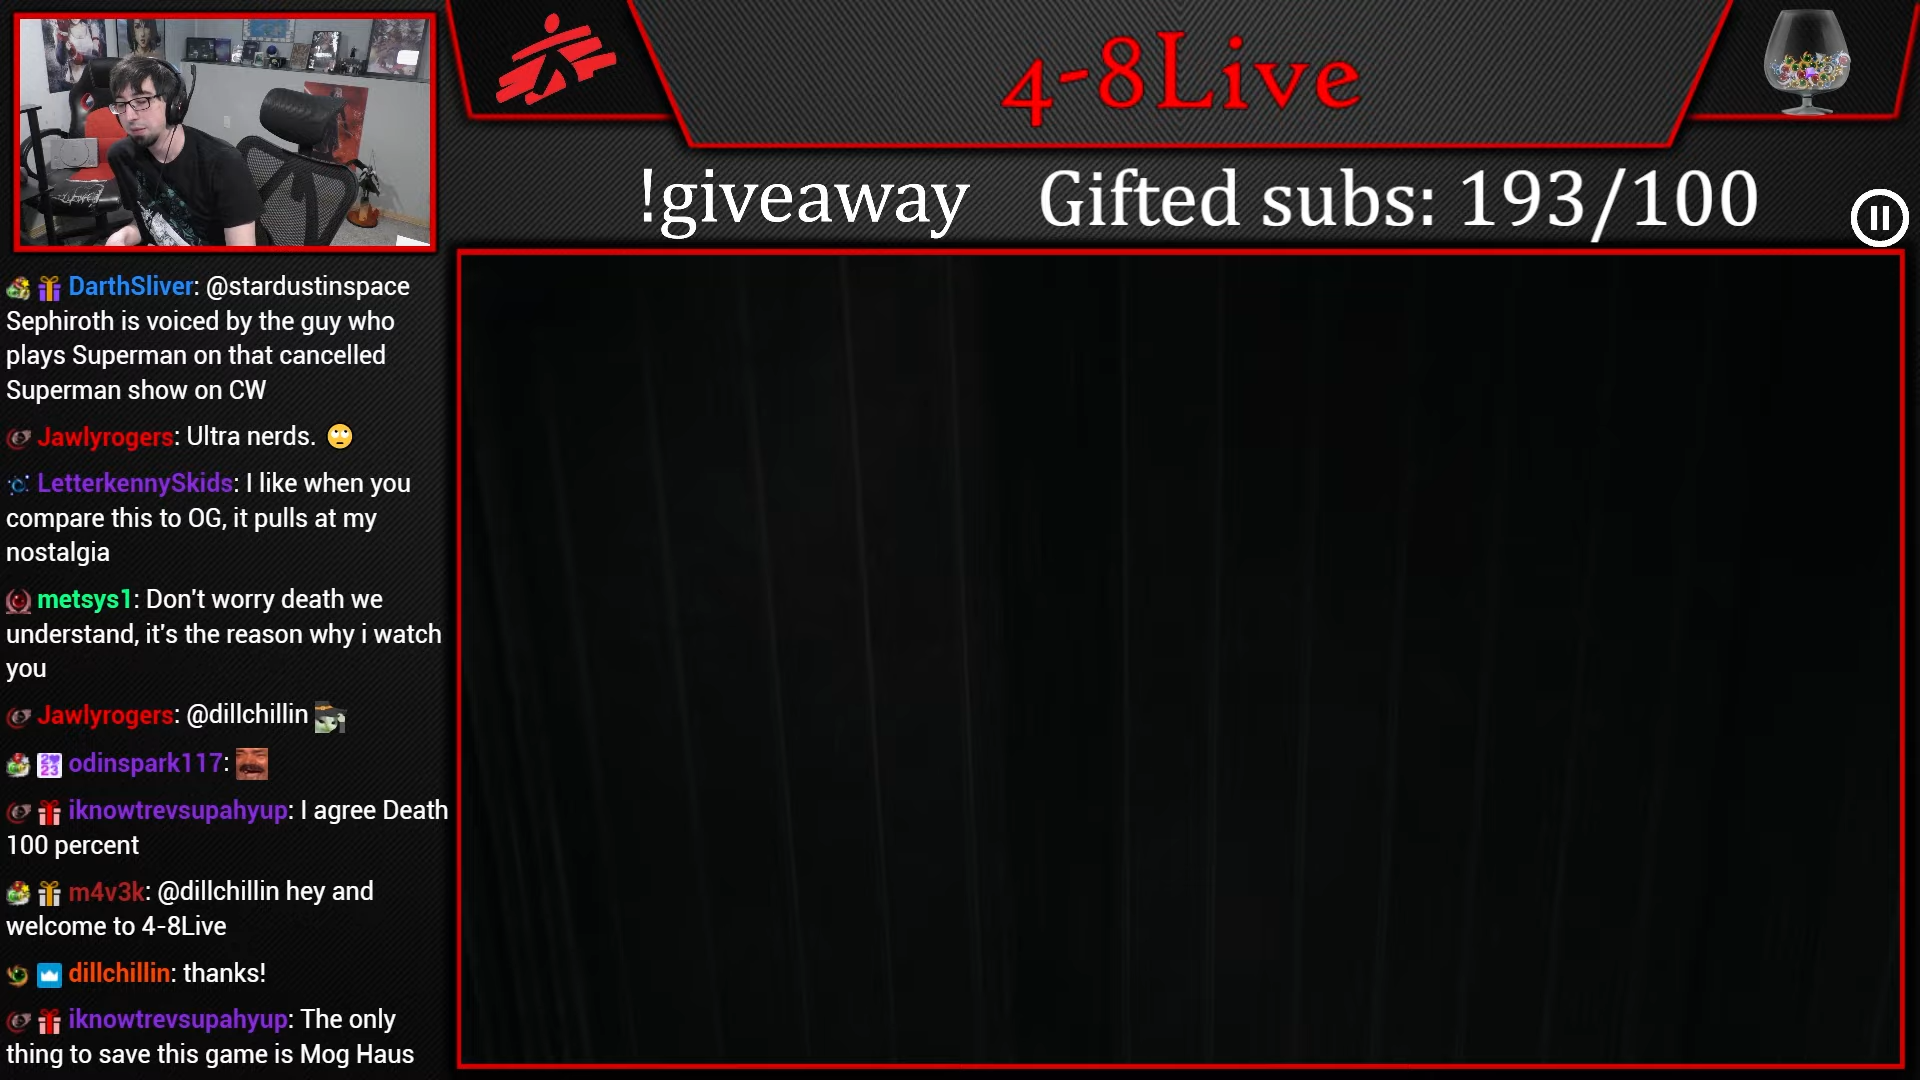 4-8Live
!giveaway Gifted subs: 193/100
DarthSliver: @stardustinspace
Sephiroth is voiced by the guy who
plays Superman on that cancelled
Superman show on CW
Jawlyrogers: Ultra nerds. 🙄
LetterkennySkids: I like when you
compare this to OG, it pulls at my
nostalgia
metsys1: Don't worry death we
understand, it's the reason why i watch
you
Jawlyrogers: @dillchillin
odinspark117:
iknowtrevsupahyup: I agree Death
100 percent
m4v3k: @dillchillin hey and
welcome to 4-8Live
dillchillin: thanks!
iknowtrevsupahyup: The only
thing to save this game is Mog Haus